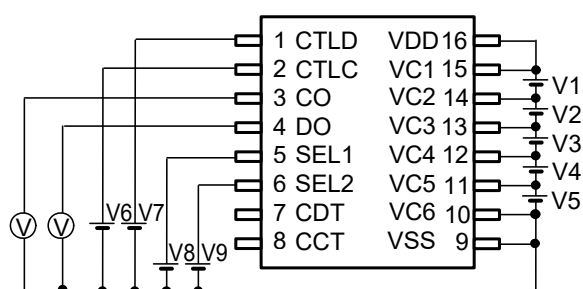 1 CTLD VDD 16
2 CTLC VC1 15 V1
3 CO VC2 14 V2
4 DO VC3 13 V3
5 SEL1 VC4 12 V4
6 SEL2 VC5 11 V5
V V V6 V7 7 CDT VC6 10
V8 V9 8 CCT VSS 9